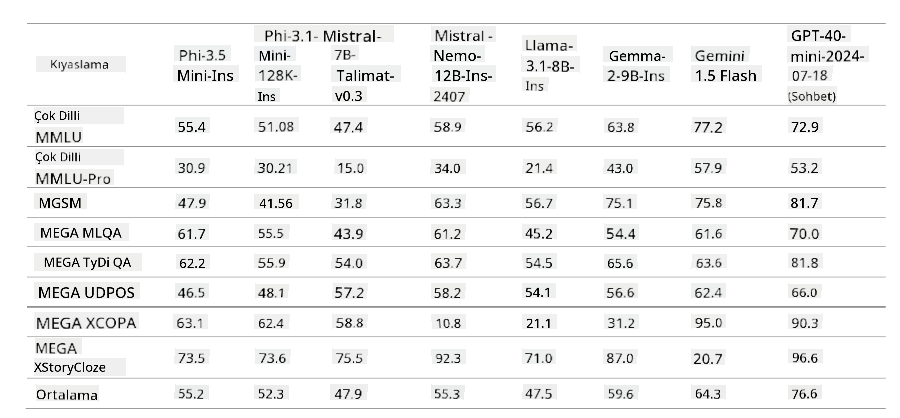 Kıyaslama Phi-3.5 Mini-Ins Phi-3.1-Mini-128K-Ins Mistral-7B-Talimat-v0.3 Mistral -Nemo-12B-Ins-2407 Llama-3.1-8B-Ins Gemma-2-9B-Ins Gemini 1.5 Flash GPT-40-mini-2024-07-18 (Sohbet)
Çok Dilli MMLU 55.4 51.08 47.4 58.9 56.2 63.8 77.2 72.9
Çok Dilli MMLU-Pro 30.9 30.21 15.0 34.0 21.4 43.0 57.9 53.2
MGSM 47.9 41.56 31.8 63.3 56.7 75.1 75.8 81.7
MEGA MLQA 61.7 55.5 43.9 61.2 45.2 54.4 61.6 70.0
MEGA TyDi QA 62.2 55.9 54.0 63.7 54.5 65.6 63.6 81.8
MEGA UDPOS 46.5 48.1 57.2 58.2 54.1 56.6 62.4 66.0
MEGA XCOPA 63.1 62.4 58.8 10.8 21.1 31.2 95.0 90.3
MEGA XStoryCloze 73.5 73.6 75.5 92.3 71.0 87.0 20.7 96.6
Ortalama 55.2 52.3 47.9 55.3 47.5 59.6 64.3 76.6